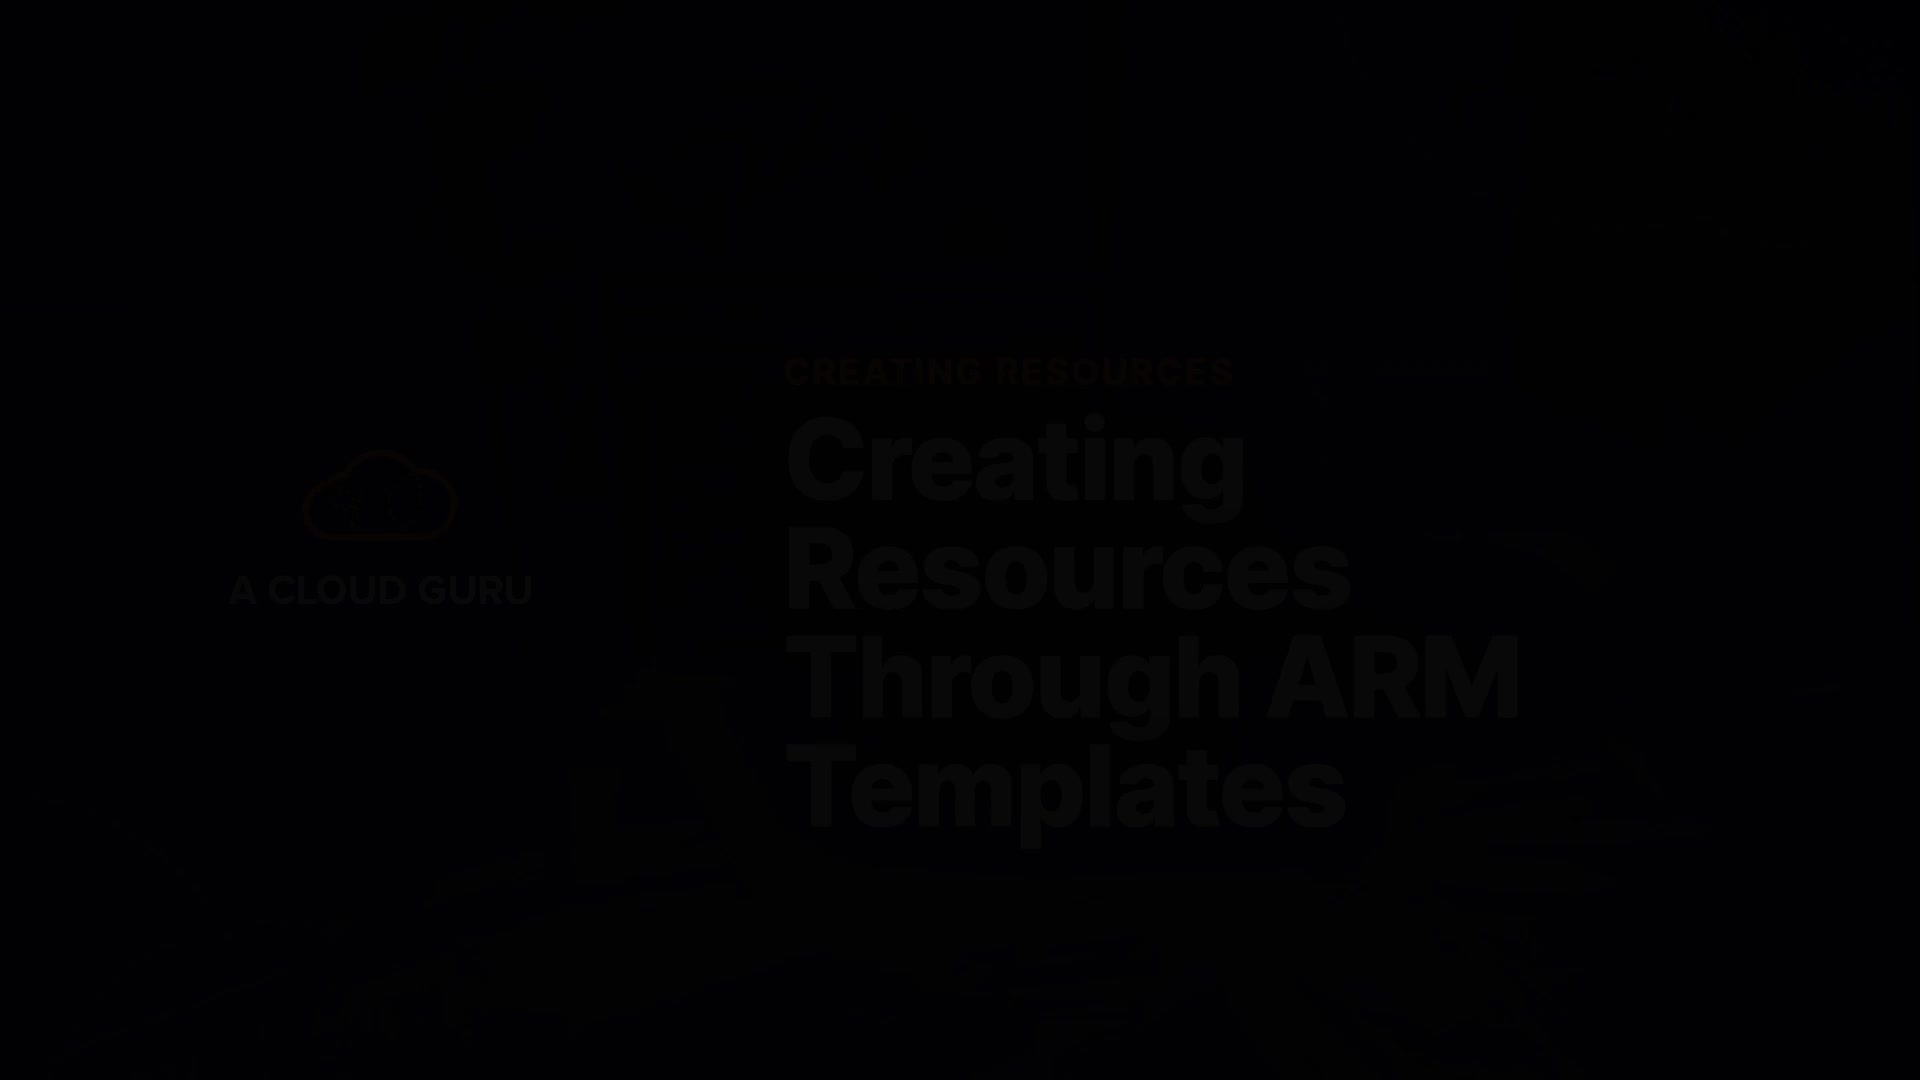 A CLOUD GURU
CREATING RESOURCES
Creating
Resources
Through ARM
Templates